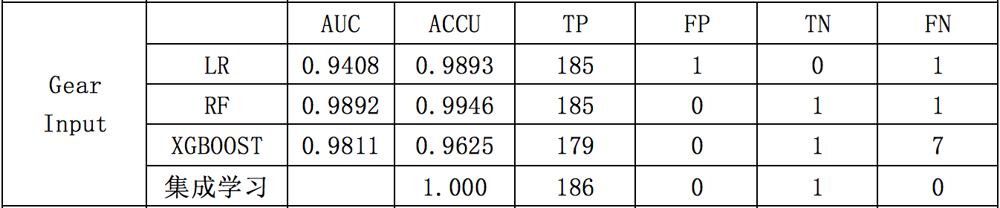 AUC ACCU TP FP TN FN
Gear
Input
LR 0.9408 0.9893 185 1 0 1
RF 0.9892 0.9946 185 0 1 1
XGBOOST 0.9811 0.9625 179 0 1 7
集成学习 1.000 186 0 1 0